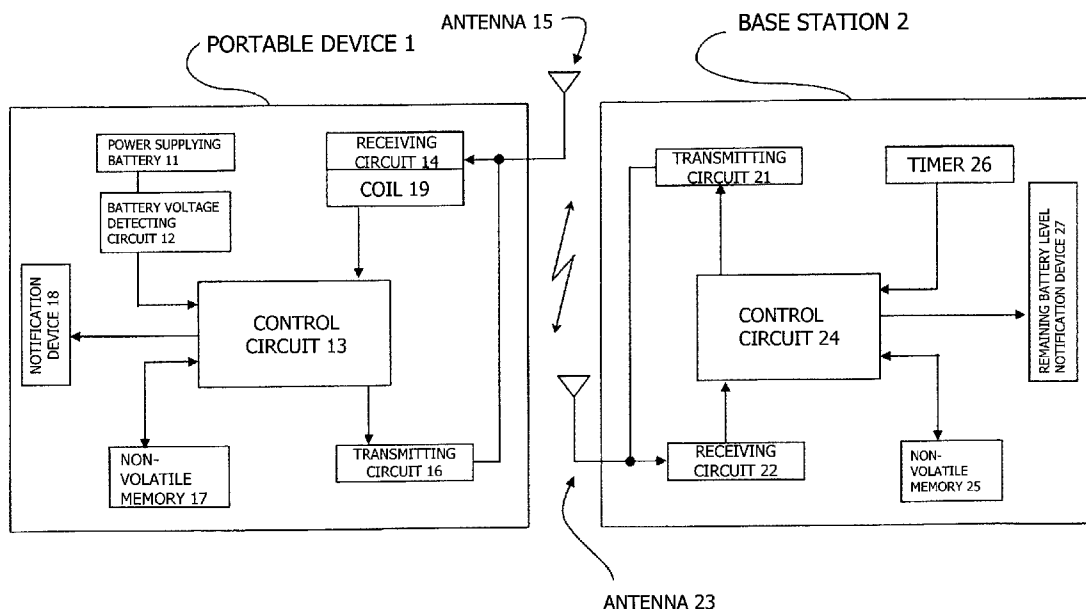 ANTENNA 15
BASE STATION 2
PORTABLE DEVICE 1
POWER SUPPLYING
BATTERY 11
RECEIVING
CIRCUIT 14
COIL 19
BATTERY VOLTAGE
DETECTING
CIRCUIT 12
NOTIFICATION
DEVICE 18
CONTROL
CIRCUIT 13
NON-
VOLATILE
MEMORY 17
TRANSMITTING
CIRCUIT 16
TRANSMITTING
CIRCUIT 21
TIMER 26
REMAINING BATTERY LEVEL
NOTIFICATION DEVICE 27
CONTROL
CIRCUIT 24
RECEIVING
CIRCUIT 22
NON-
VOLATILE
MEMORY 25
ANTENNA 23